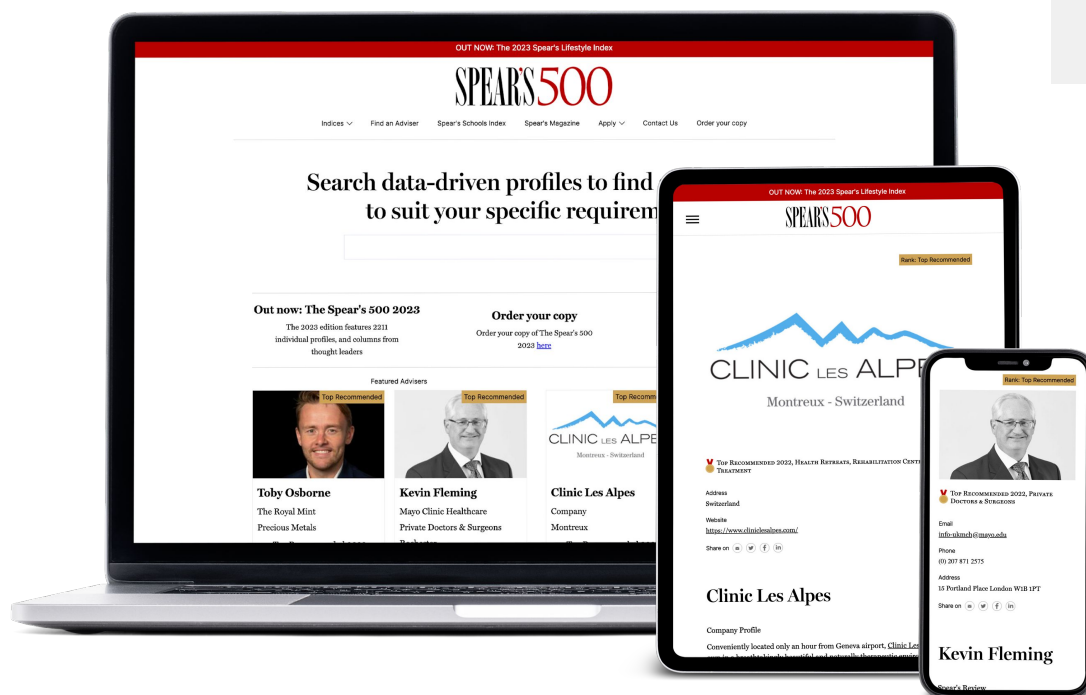 OUT NOW: The 2023 Spear's Lifestyle Index
SPEAR'S 500
Indices Find an Adviser Spear's Schools Index Spear's Magazine Apply Contact Us Order your copy
Search data-driven profiles to find
to suit your specific
Out now: The Spear's 500 2023
The 2023 edition features 2211
individual profiles, and columns from
thought leaders
Order your copy
Order your copy of The Spear's 500
2023 here
Featured Advisers
Top Recommended
Toby Osborne
The Royal Mint
Precious Metals
Top Recommended
Kevin Fleming
Mayo Clinic Healthcare
Private Doctors & Surgeons
Top
CLINIC LES
Montreux - Switzerland
Clinic Les Alpes
Company
Montreux
OUT NOW: The 2023 Spear's Lifestyle Index
SPEAR'S 500
Rank: Top Recommended
CLINIC LES
Montreux - Switzerland
Top Recommended 2022, Health Retreats, Rehabilitation
Treatment
Address
Switzerland
Website
https://www.cliniclesalpes.com/
Share on
Clinic Les Alpes
Company Profile
Conveniently located only an hour from Geneva airport, Clinic Les
Rank: Top Recommended
Top Recommended 2022, Private
Doctors & Surgeons
Email
info-ukmch@mayo.edu
Phone
(0) 207 871 2575
Address
15 Portland Place London W1B 1PT
Share on
Kevin Fleming
Spear's Review